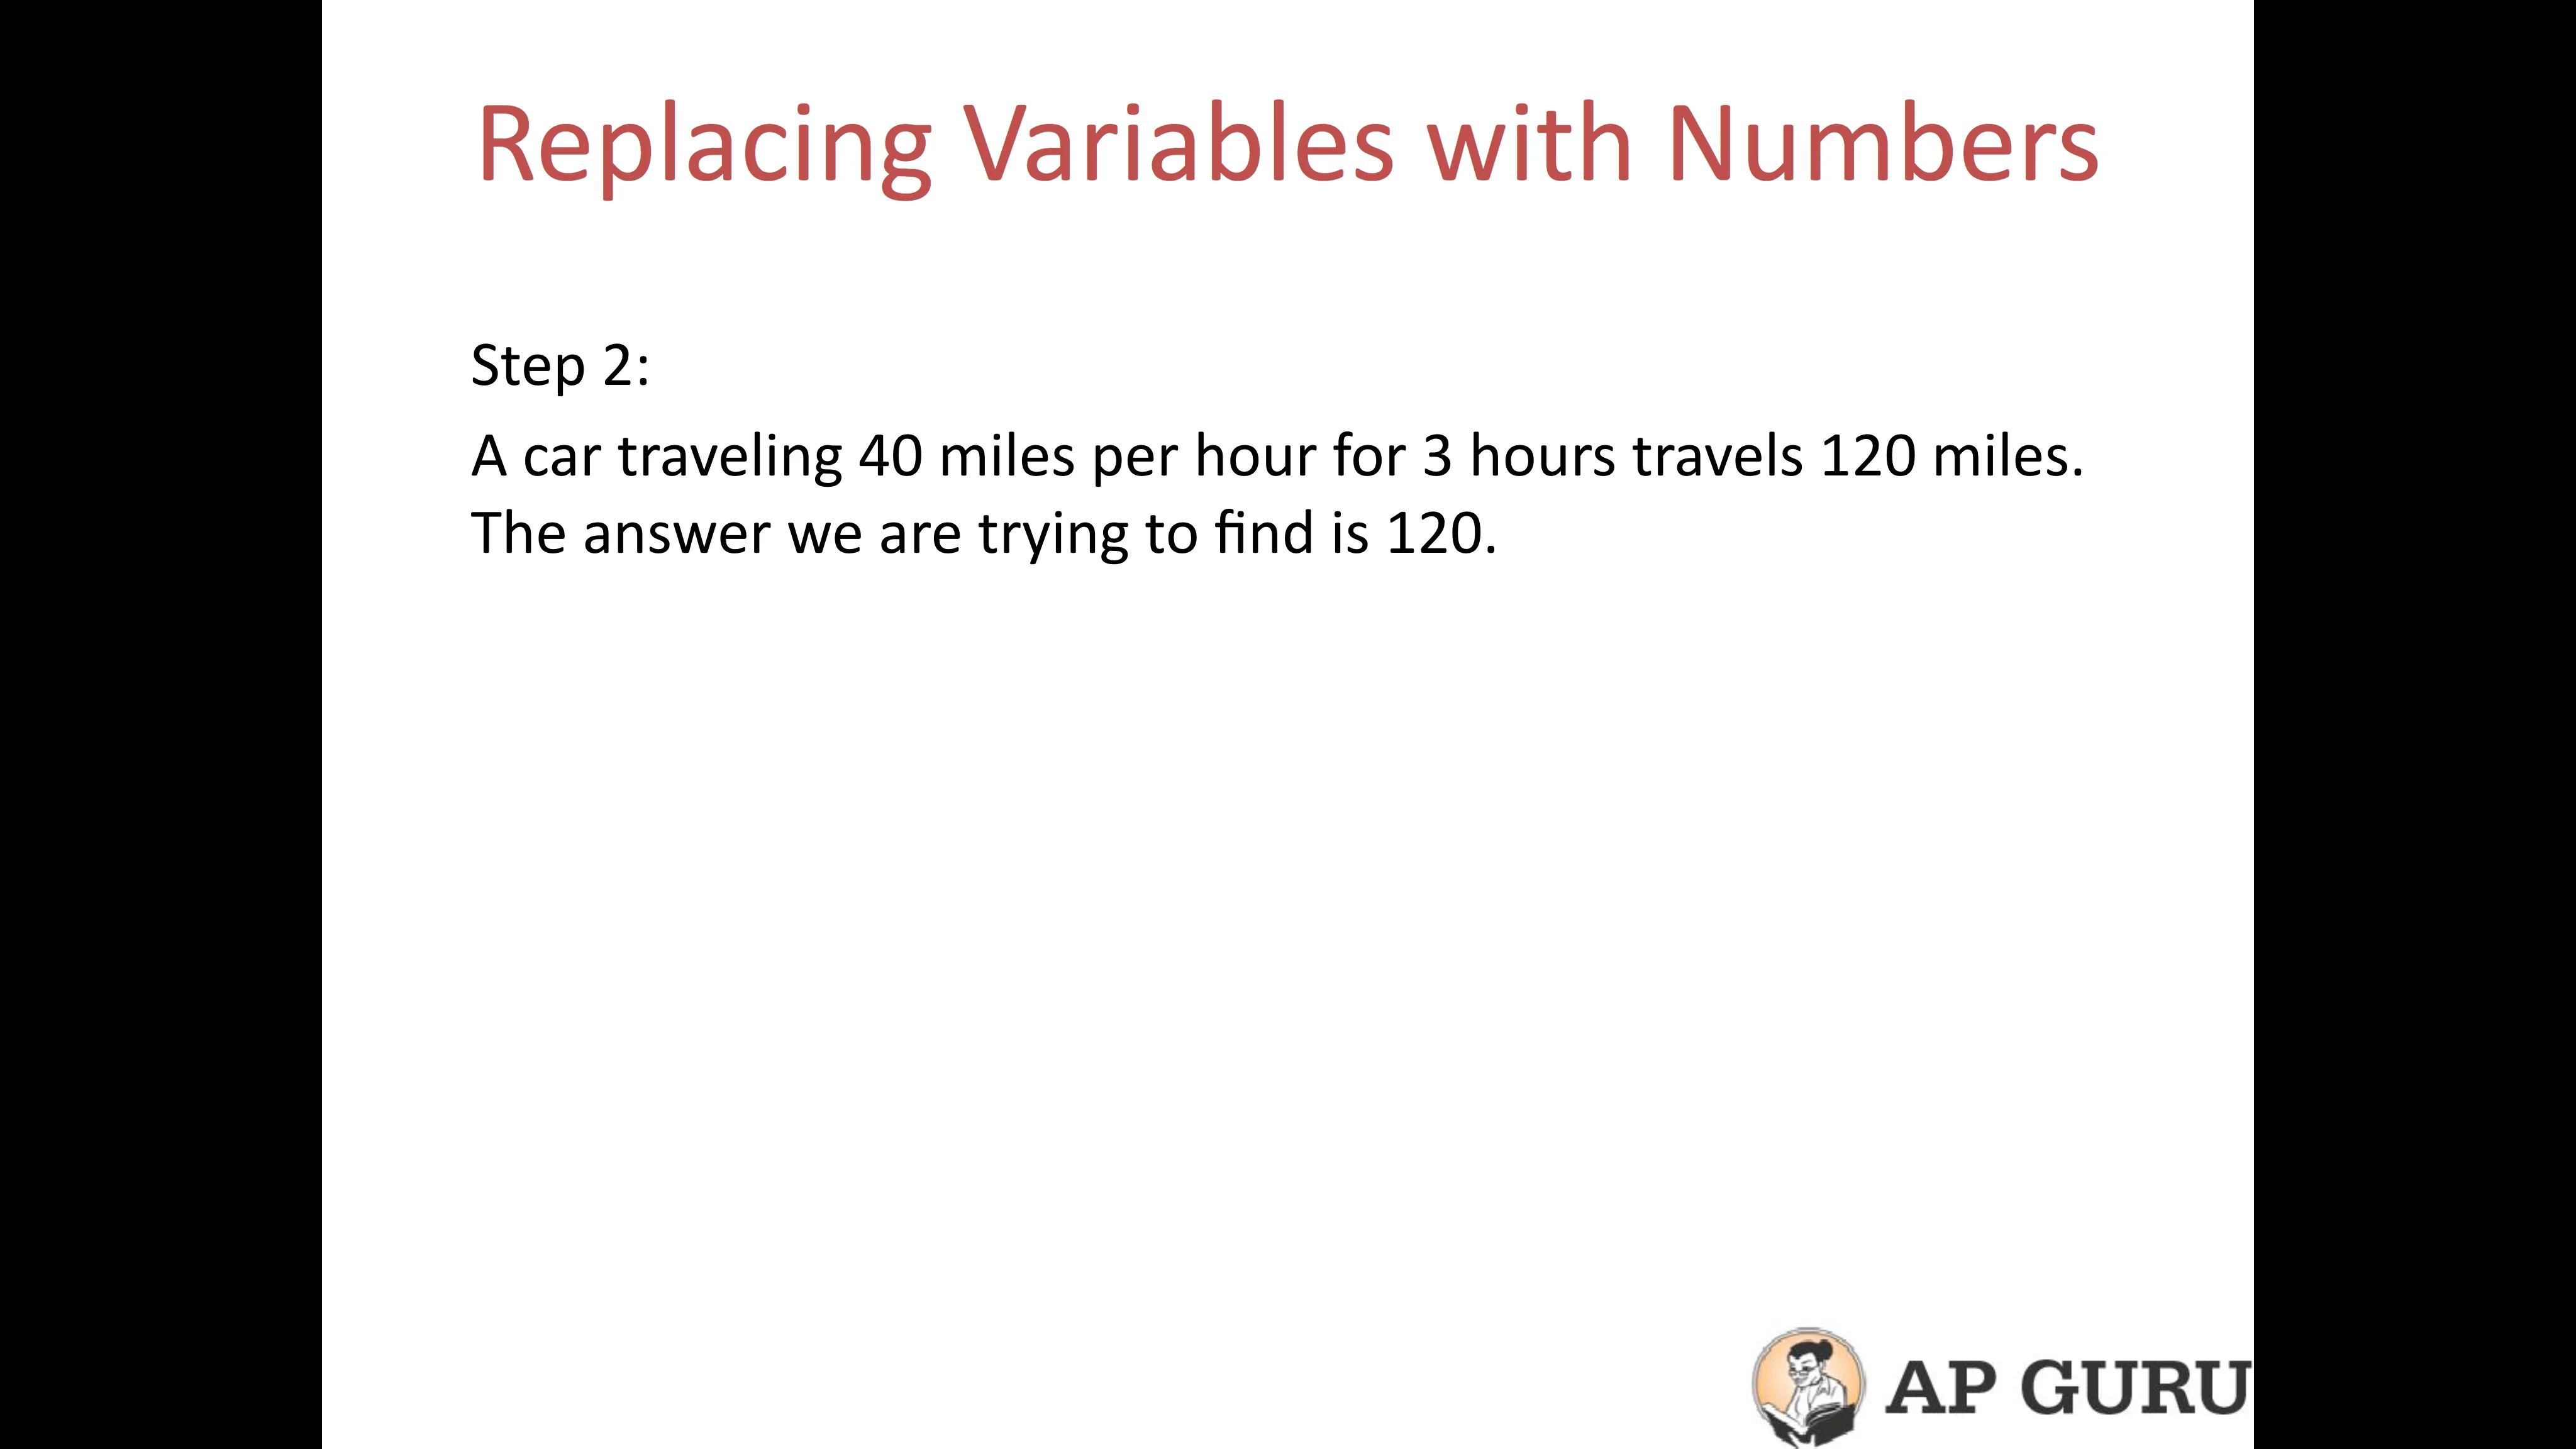 Replacing Variables with Numbers
Step 2:
A car traveling 40 miles per hour for 3 hours travels 120 miles.
The answer we are trying to find is 120.
AP GURU